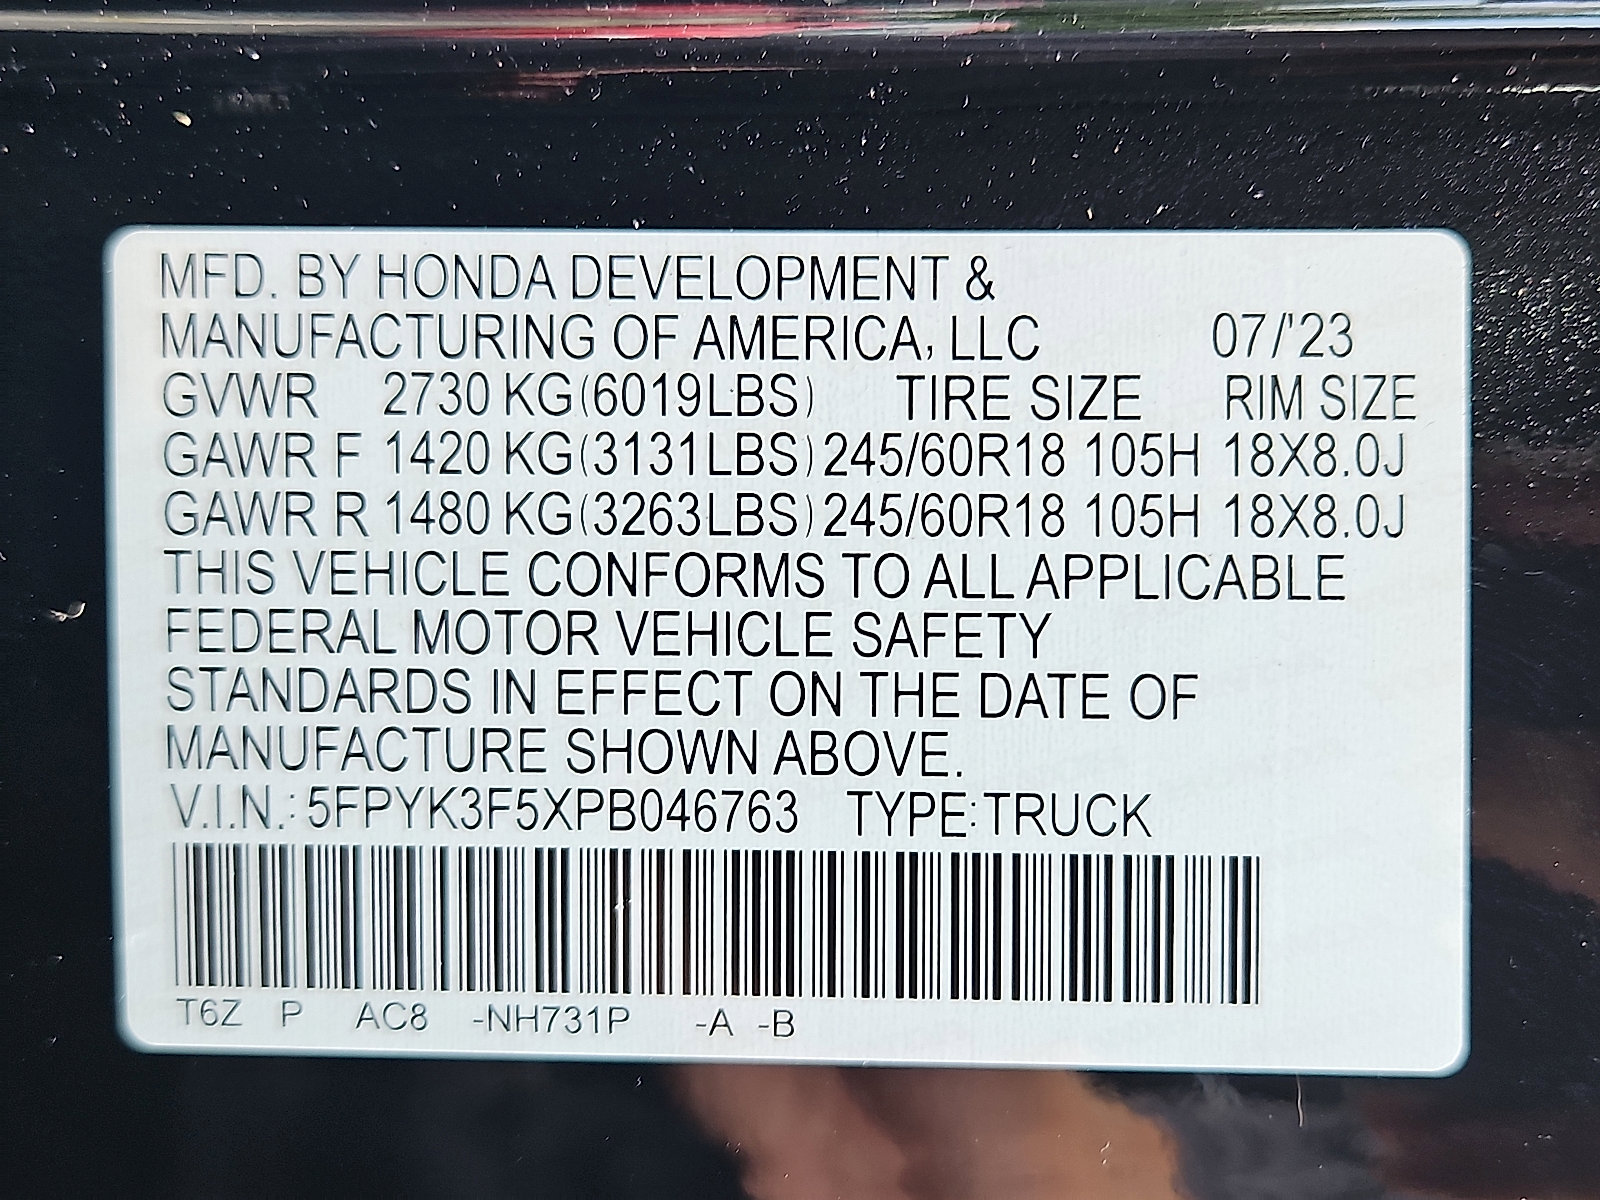 MFD. BY HONDA DEVELOPMENT &
MANUFACTURING OF AMERICA, LLC 07/'23
GVWR 2730 KG(6019LBS) TIRE SIZE RIM SIZE
GAWR F 1420 KG(3131LBS) 245/60R18 105H 18X8.0J
GAWR R 1480 KG(3263LBS) 245/60R18 105H 18X8.0J
THIS VEHICLE CONFORMS TO ALL APPLICABLE
FEDERAL MOTOR VEHICLE SAFETY
STANDARDS IN EFFECT ON THE DATE OF
MANUFACTURE SHOWN ABOVE.
V.I.N.: 5FPYK3F5XPB046763 TYPE:TRUCK
T6Z P AC8 -NH731P -A -B